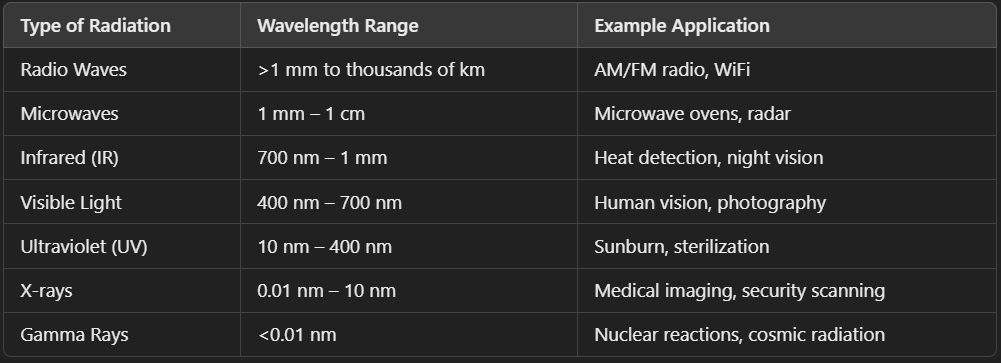 Type of Radiation Wavelength Range Example Application
Radio Waves >1 mm to thousands of km AM/FM radio, WiFi
Microwaves 1 mm – 1 cm Microwave ovens, radar
Infrared (IR) 700 nm – 1 mm Heat detection, night vision
Visible Light 400 nm – 700 nm Human vision, photography
Ultraviolet (UV) 10 nm – 400 nm Sunburn, sterilization
X-rays 0.01 nm – 10 nm Medical imaging, security scanning
Gamma Rays <0.01 nm Nuclear reactions, cosmic radiation